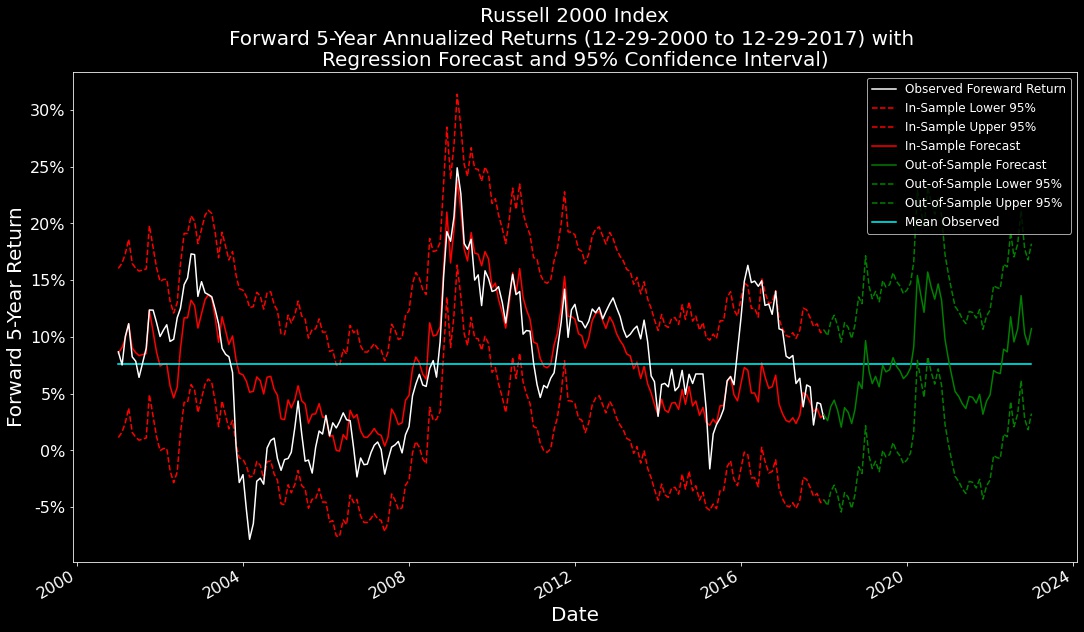 Russell 2000 Index
Forward 5-Year Annualized Returns (12-29-2000 to 12-29-2017) with
Regression Forecast and 95% Confidence Interval)
Observed Foreward Return
In-Sample Lower 95%
In-Sample Upper 95%
In-Sample Forecast
Out-of-Sample Forecast
Out-of-Sample Lower 95%
Out-of-Sample Upper 95%
Mean Observed
Forward 5-Year Return
30%
25%
20%
15%
10%
5%
0%
-5%
2000
2004
2008
2012
2016
2020
2024
Date